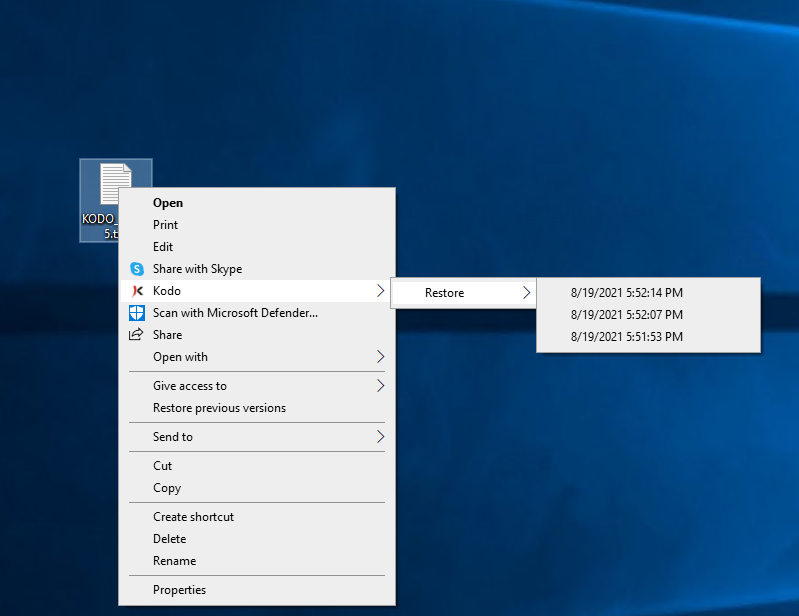 KODO_
5.t
Open
Print
Edit
Share with Skype
Kodo
Restore
8/19/2021 5:52:14 PM
8/19/2021 5:52:07 PM
8/19/2021 5:51:53 PM
Scan with Microsoft Defender...
Share
Open with
Give access to
Restore previous versions
Send to
Cut
Copy
Create shortcut
Delete
Rename
Properties